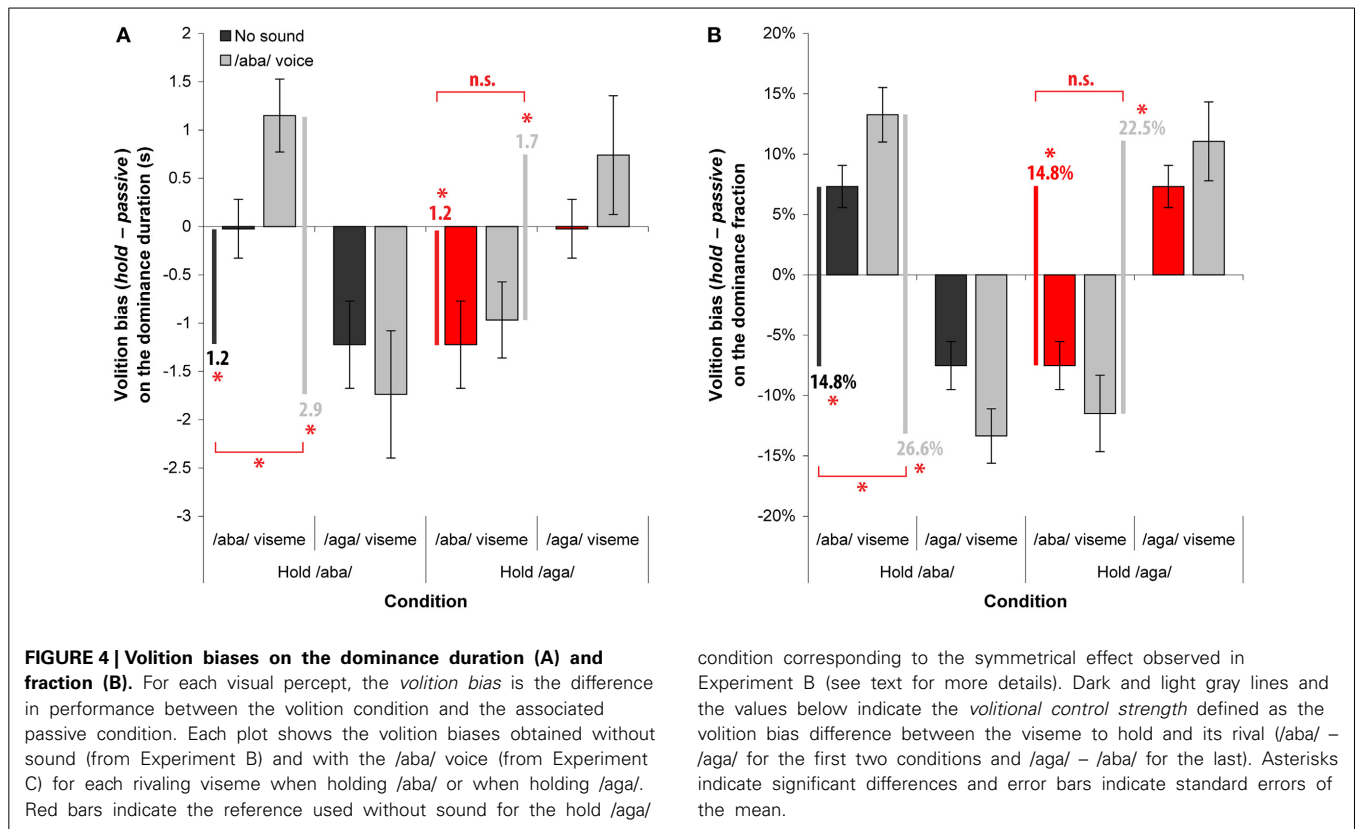 A
No sound
/aba/ voice
Volition bias (hold – passive)
on the dominance duration (s)
2
1.5
1
0.5
0
-0.5
-1
-1.5
-2
-2.5
-3
1.2
*
2.9
*
*
1.2
*
1.7
*
n.s.
/aba/ viseme
/aga/ viseme
/aba/ viseme
/aga/ viseme
Hold /aba/
Hold /aga/
Condition
B
Volition bias (hold – passive)
on the dominance fraction
20%
15%
10%
5%
0%
-5%
-10%
-15%
-20%
14.8%
*
26.6%
*
*
14.8%
*
22.5%
*
n.s.
/aba/ viseme
/aga/ viseme
/aba/ viseme
/aga/ viseme
Hold /aba/
Hold /aga/
Condition
FIGURE 4 | Volition biases on the dominance duration (A) and
fraction (B). For each visual percept, the volition bias is the difference
in performance between the volition condition and the associated
passive condition. Each plot shows the volition biases obtained without
sound (from Experiment B) and with the /aba/ voice (from Experiment
C) for each rivaling viseme when holding /aba/ or when holding /aga/.
Red bars indicate the reference used without sound for the hold /aga/
condition corresponding to the symmetrical effect observed in
Experiment B (see text for more details). Dark and light gray lines and
the values below indicate the volitional control strength defined as the
volition bias difference between the viseme to hold and its rival (/aba/ –
/aga/ for the first two conditions and /aga/ – /aba/ for the last). Asterisks
indicate significant differences and error bars indicate standard errors of
the mean.